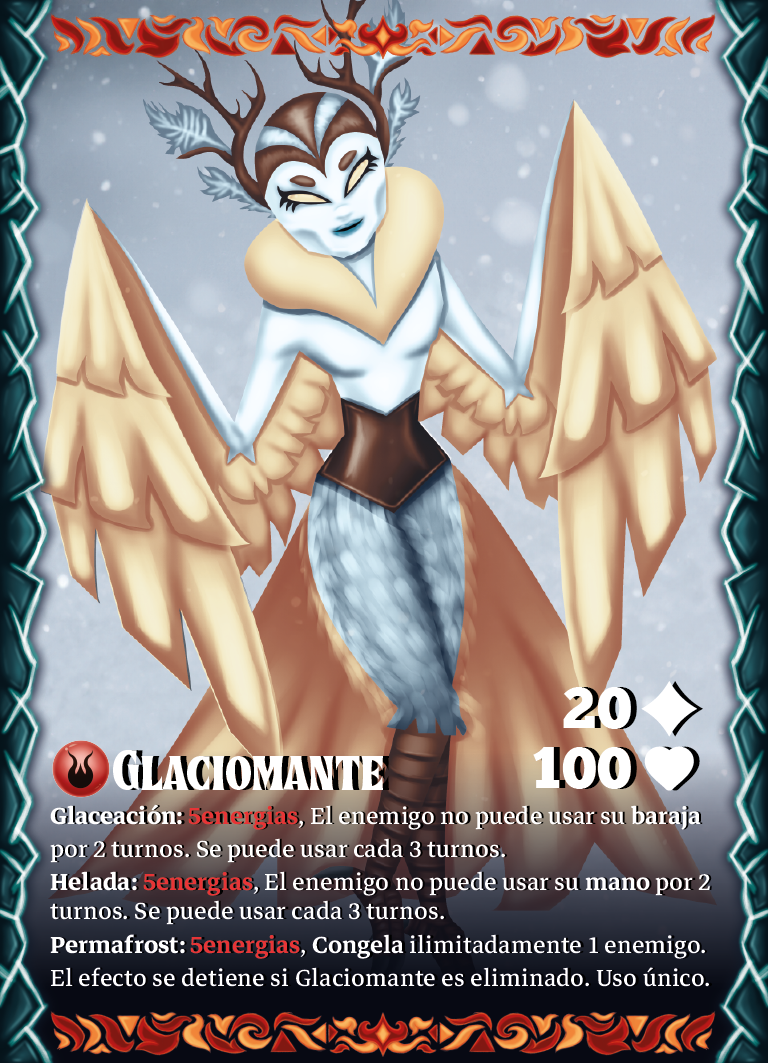 20
100
GLACIOMANTE
Glaceación: 5energias, El enemigo no puede usar su baraja
por 2 turnos. Se puede usar cada 3 turnos.
Helada: 5energias, El enemigo no puede usar su mano por 2
turnos. Se puede usar cada 3 turnos.
Permafrost: 5energias, Congela ilimitadamente 1 enemigo.
El efecto se detiene si Glaciomante es eliminado. Uso único.